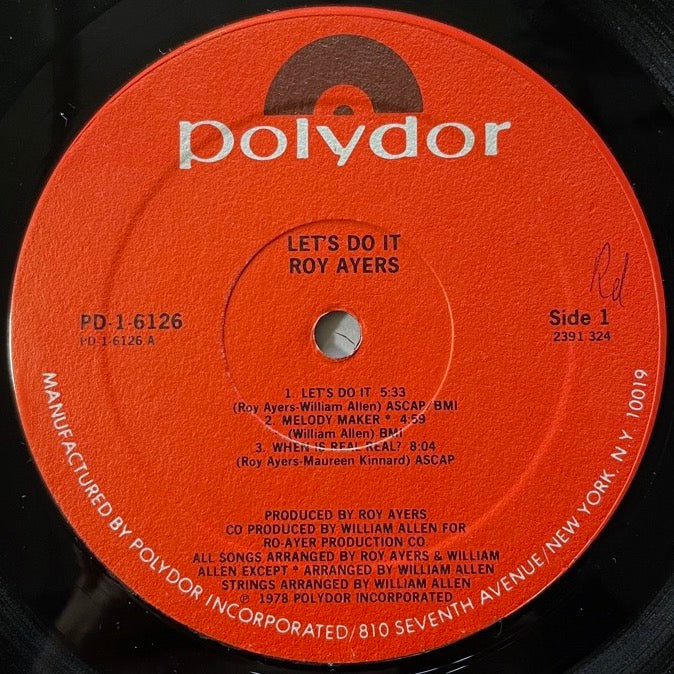 polydor
LET'S DO IT
ROY AYERS
Rd
PD-1-6126
PD-1-6126 A
Side 1
2391 324
1. LET'S DO IT 5:33
(Roy Ayers-William Allen) ASCAP BMI
2. MELODY MAKER * 4:59
(William Allen) BMI
3. WHEN IS REAL REAL? 8:04
(Roy Ayers-Maureen Kinnard) ASCAP
PRODUCED BY ROY AYERS
CO PRODUCED BY WILLIAM ALLEN FOR
RO-AYER PRODUCTION CO.
ALL SONGS ARRANGED BY ROY AYERS & WILLIAM
ALLEN EXCEPT * ARRANGED BY WILLIAM ALLEN
STRINGS ARRANGED BY WILLIAM ALLEN
℗ 1978 POLYDOR INCORPORATED
MANUFACTURED BY POLYDOR INCORPORATED/810 SEVENTH AVENUE/NEW YORK. N.Y. 10019